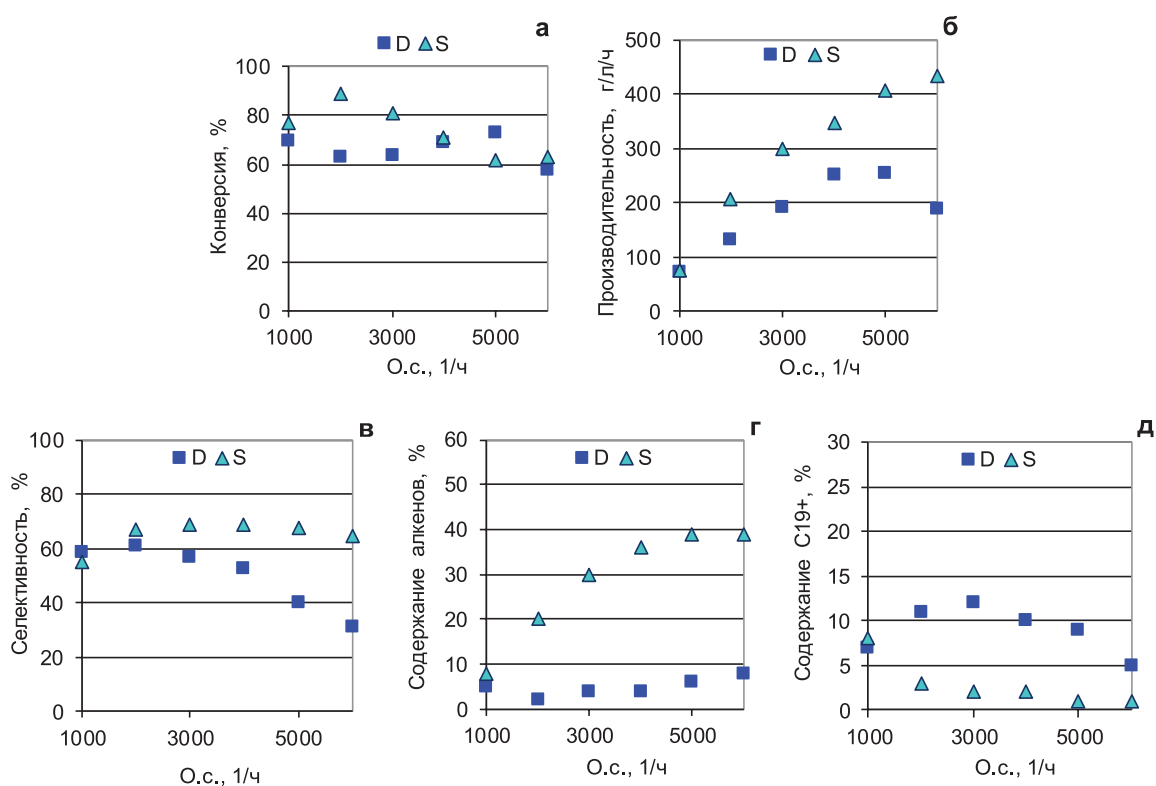 а
D S
Конверсия, %
100
80
60
40
20
0
1000 3000 5000
О.с., 1/ч
б
D S
Производительность, г/л/ч
500
400
300
200
100
0
1000 3000 5000
О.с., 1/ч
в
D S
Селективность, %
100
80
60
40
20
0
1000 3000 5000
О.с., 1/ч
г
D S
Содержание алкенов, %
60
50
40
30
20
10
0
1000 3000 5000
О.с., 1/ч
д
D S
Содержание С19+, %
30
25
20
15
10
5
0
1000 3000 5000
О.с., 1/ч